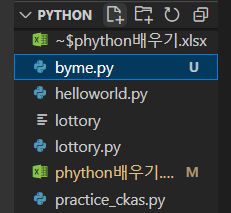 PYTHON
~$phython배우기.xlsx
byme.py U
helloworld.py
lottory
lottory.py
phython배우기.... M
practice_ckas.py